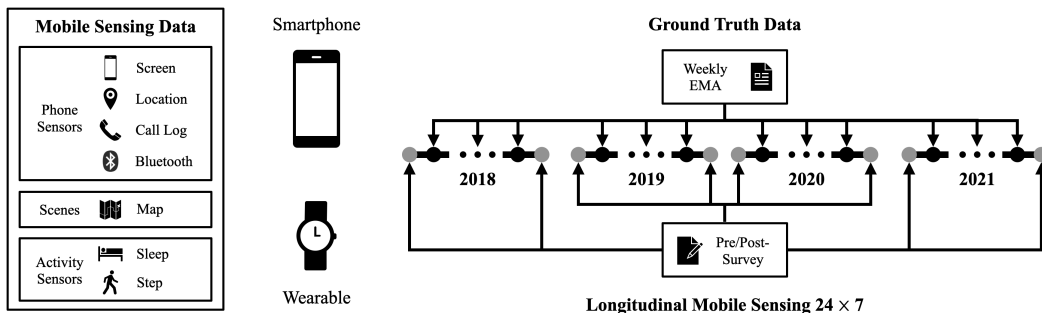 Mobile Sensing Data
Phone
Sensors
Screen
Location
Call Log
Bluetooth
Scenes
Map
Activity
Sensors
Sleep
Step
Smartphone
Wearable
Ground Truth Data
Weekly
EMA
2018
2019
2020
2021
Pre/Post-
Survey
Longitudinal Mobile Sensing 24 × 7